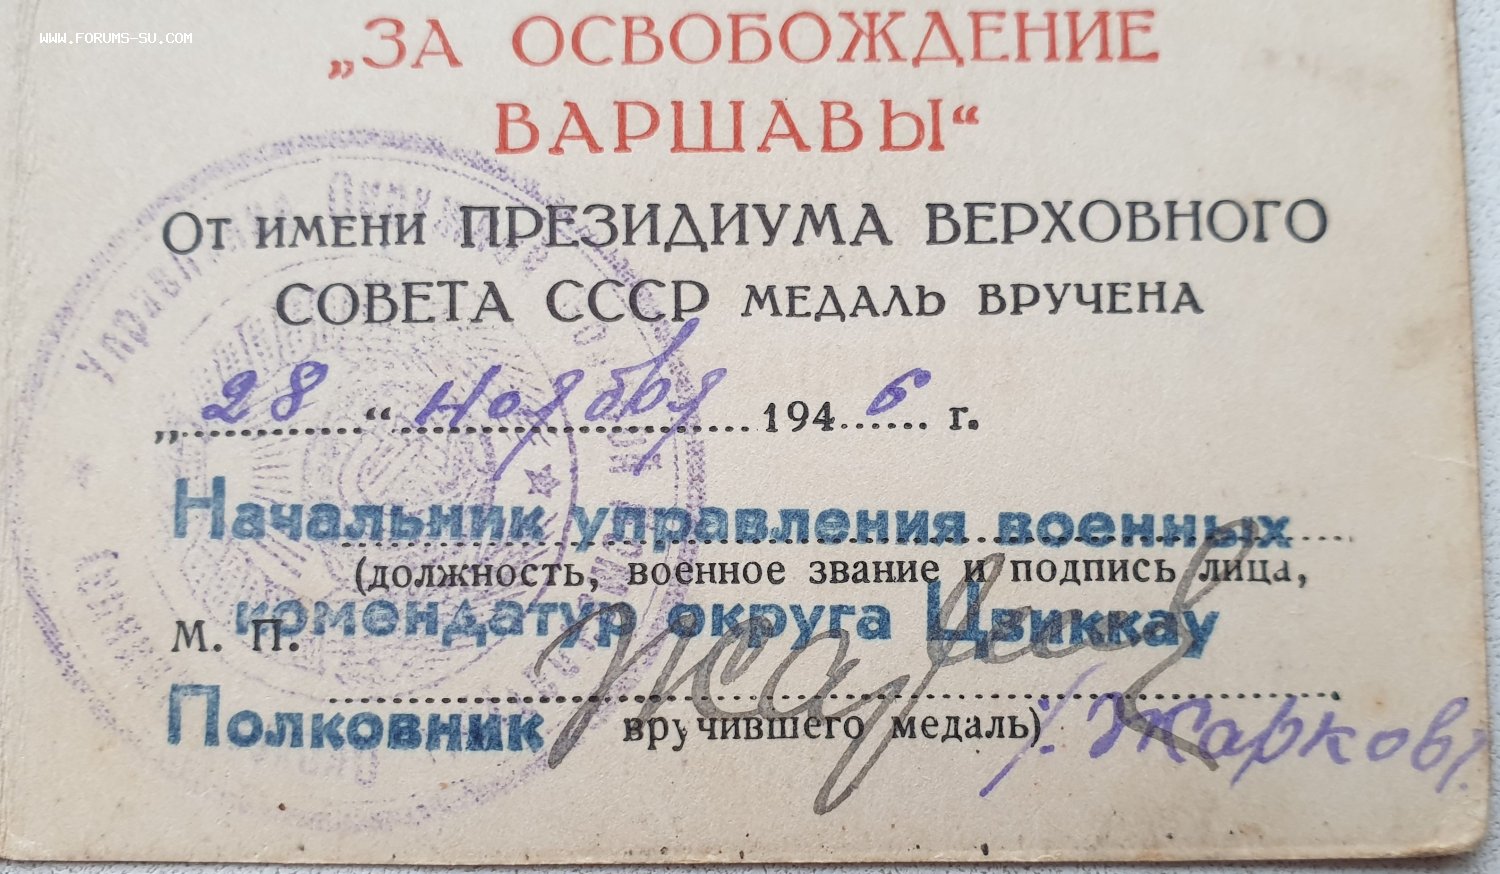 WWW.FORUMS-SU.COM
„ЗА ОСВОБОЖДЕНИЕ
ВАРШАВЫ“
От имени ПРЕЗИДИУМА ВЕРХОВНОГО
СОВЕТА СССР медаль вручена
„28“ ноября 1946 г.
Начальник управления военных
(должность, военное звание и подпись лица,
М. П. комендатур округа Цвиккау
Полковник вручившего медаль) /Жарков/.